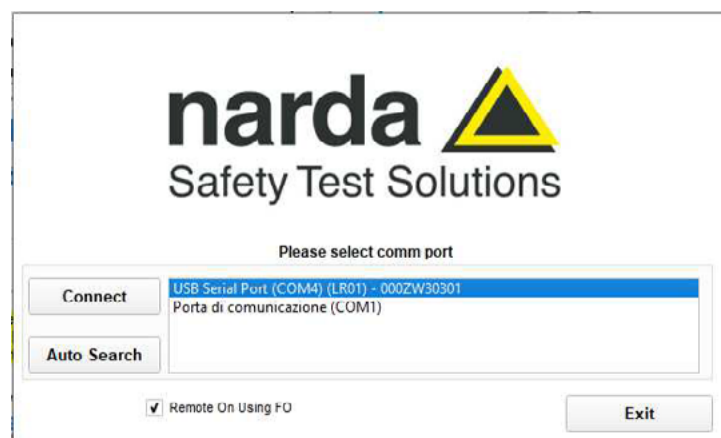 narda
Safety Test Solutions
Please select comm port
Connect
USB Serial Port (COM4) (LR01) - 000ZW30301
Porta di comunicazione (COM1)
Auto Search
Remote On Using FO
Exit